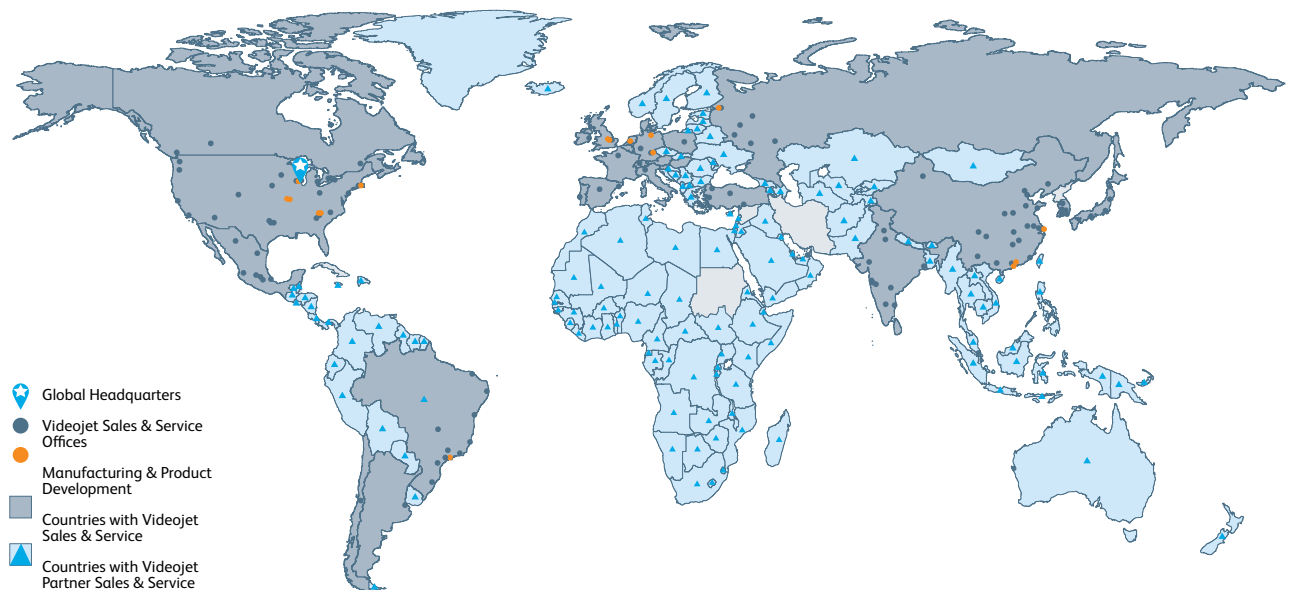 Global Headquarters
Videojet Sales & Service
Offices
Manufacturing & Product
Development
Countries with Videojet
Sales & Service
Countries with Videojet
Partner Sales & Service